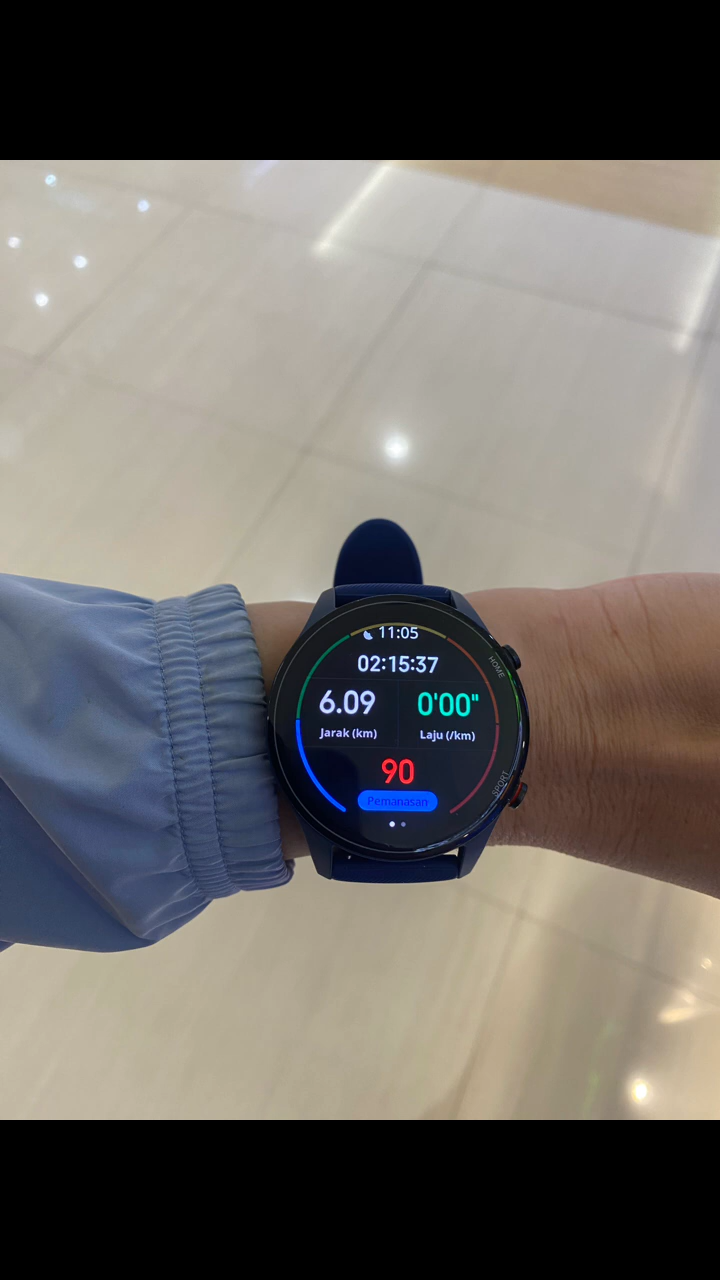 11:05
HOME
02:15:37
6.09 0'00"
Jarak (km) Laju (/km)
90
SPORT
Pemanasan